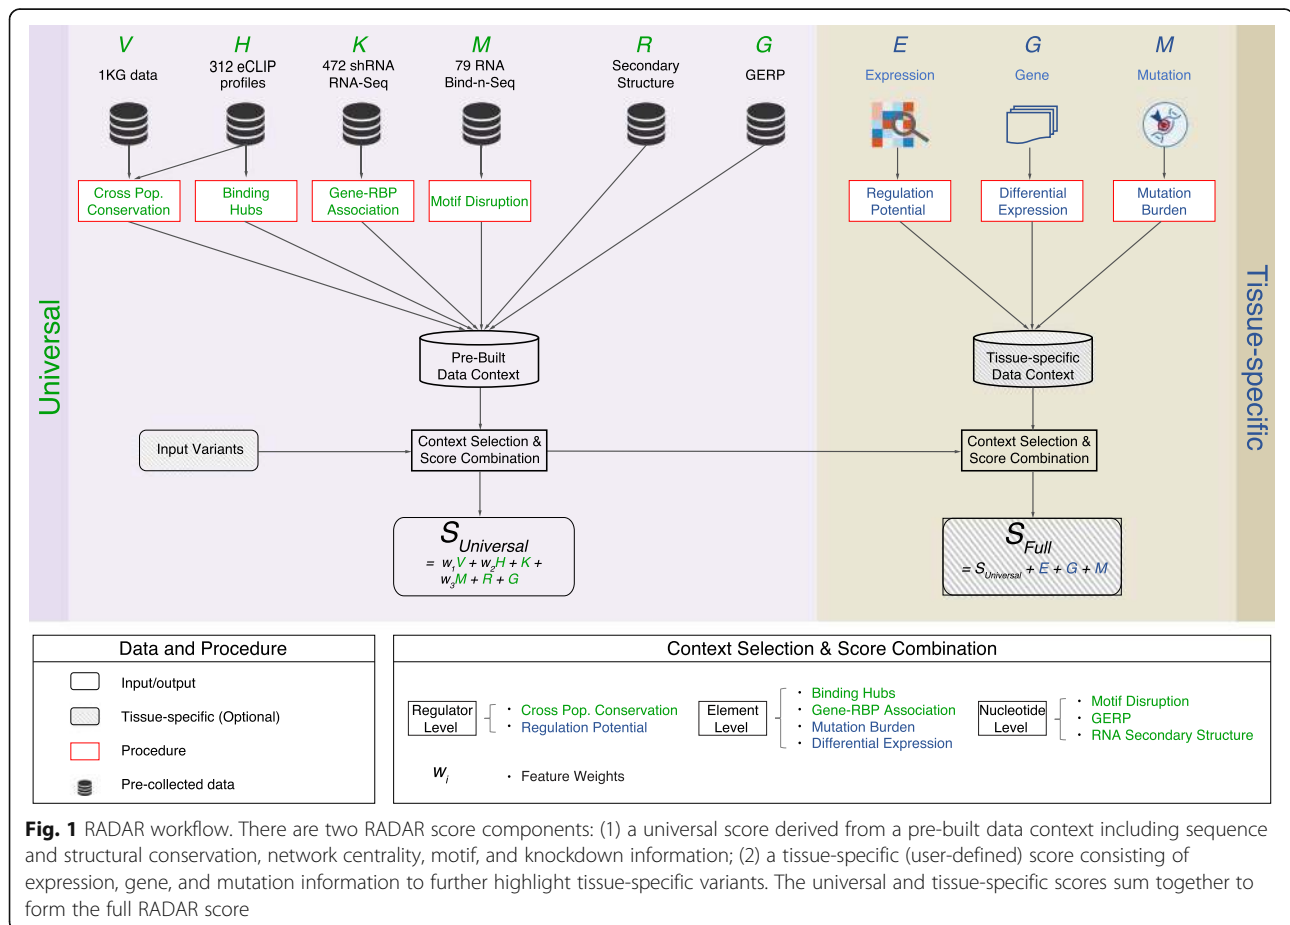 V H K M R G E G M
1KG data
312 eCLIP
profiles
472 shRNA
RNA-Seq
79 RNA
Bind-n-Seq
Secondary
Structure
GERP
Expression
Gene
Mutation
Cross Pop.
Conservation
Binding
Hubs
Gene-RBP
Association
Motif Disruption
Regulation
Potential
Differential
Expression
Mutation
Burden
Universal
Tissue-specific
Pre-Built
Data Context
Tissue-specific
Data Context
Input Variants
Context Selection &
Score Combination
Context Selection &
Score Combination
S Universal
= w1V + w2H + K +
w3M + R + G
S Full
= S Universal + E + G + M
Data and Procedure
Input/output
Tissue-specific (Optional)
Procedure
Pre-collected data
Context Selection & Score Combination
Regulator
Level
• Cross Pop. Conservation
• Regulation Potential
Element
Level
• Binding Hubs
• Gene-RBP Association
• Mutation Burden
• Differential Expression
Nucleotide
Level
• Motif Disruption
• GERP
• RNA Secondary Structure
wi • Feature Weights
Fig. 1 RADAR workflow. There are two RADAR score components: (1) a universal score derived from a pre-built data context including sequence
and structural conservation, network centrality, motif, and knockdown information; (2) a tissue-specific (user-defined) score consisting of
expression, gene, and mutation information to further highlight tissue-specific variants. The universal and tissue-specific scores sum together to
form the full RADAR score